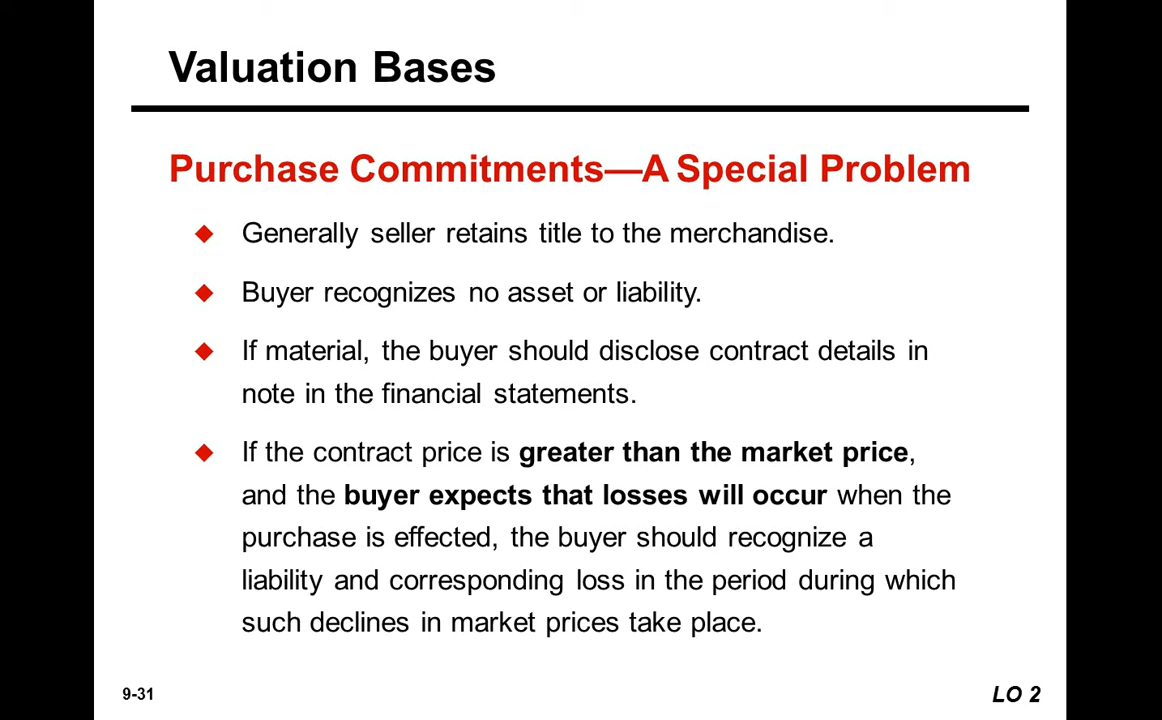 Valuation Bases
Purchase Commitments—A Special Problem
Generally seller retains title to the merchandise.
Buyer recognizes no asset or liability.
If material, the buyer should disclose contract details in
note in the financial statements.
If the contract price is greater than the market price,
and the buyer expects that losses will occur when the
purchase is effected, the buyer should recognize a
liability and corresponding loss in the period during which
such declines in market prices take place.
9-31
LO 2